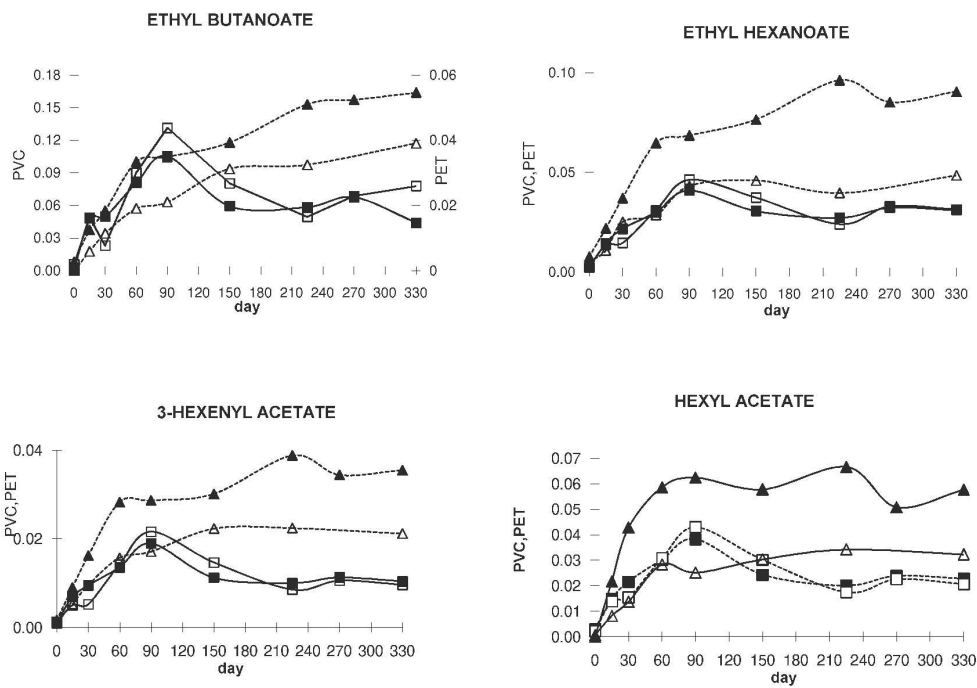 ETHYL BUTANOATE
0.18
0.15
0.12
0.09
0.06
0.03
0.00
PVC
0.06
0.04
0.02
0
PET
0 30 60 90 120 150 180 210 240 270 300 330
day
ETHYL HEXANOATE
0.10
0.05
0.00
PVC,PET
0 30 60 90 120 150 180 210 240 270 300 330
day
3-HEXENYL ACETATE
0.04
0.02
0.00
PVC,PET
0 30 60 90 120 150 180 210 240 270 300 330
day
HEXYL ACETATE
0.07
0.06
0.05
0.04
0.03
0.02
0.01
0.00
PVC,PET
0 30 60 90 120 150 180 210 240 270 300 330
day